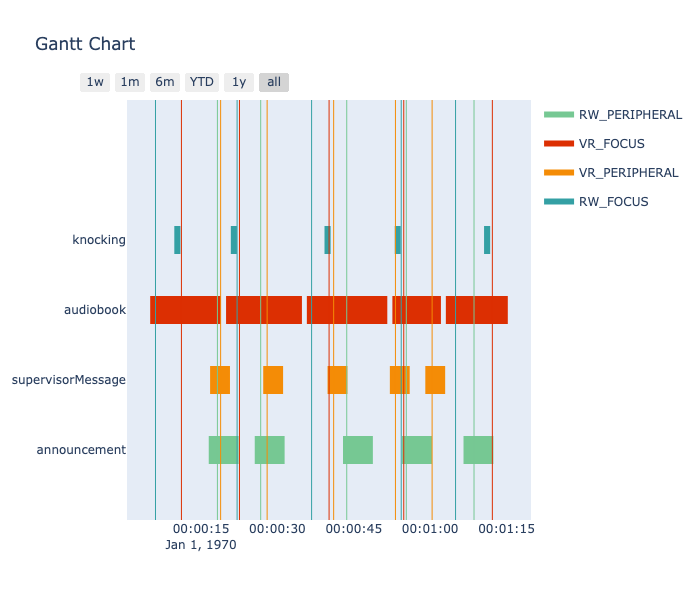 Gantt Chart
1w 1m 6m YTD 1y all
RW_PERIPHERAL
VR_FOCUS
VR_PERIPHERAL
RW_FOCUS
knocking
audiobook
supervisorMessage
announcement
00:00:15 00:00:30 00:00:45 00:01:00 00:01:15
Jan 1, 1970